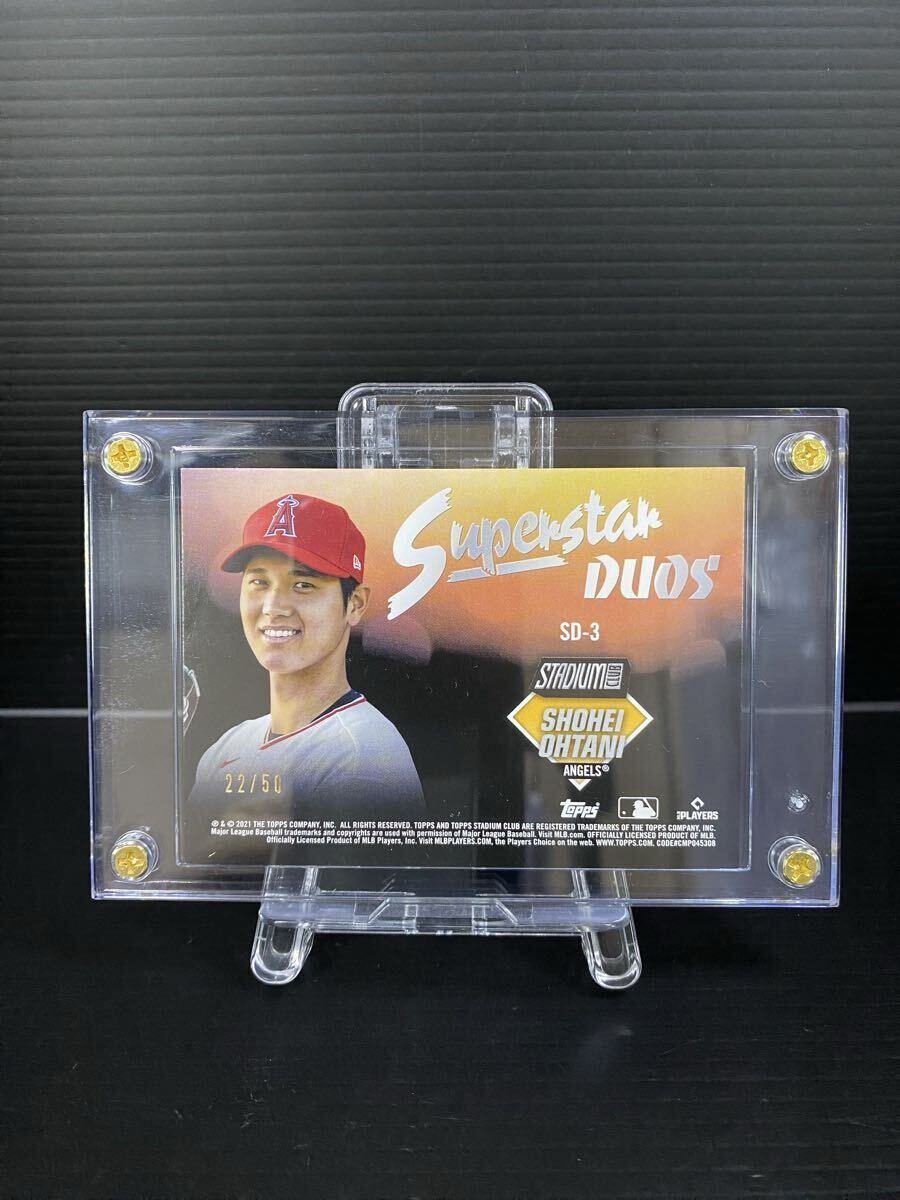 A
Superstar
DUOS
SD-3
STADIUM CLUB
SHOHEI
OHTANI
ANGELS®
22/50
Topps
MLB PLAYERS
℗ & © 2021 THE TOPPS COMPANY, INC. ALL RIGHTS RESERVED. TOPPS AND TOPPS STADIUM CLUB ARE REGISTERED TRADEMARKS OF THE TOPPS COMPANY, INC.
Major League Baseball trademarks and copyrights are used with permission of Major League Baseball. Visit MLB.com. OFFICIALLY LICENSED PRODUCT OF MLB.
Officially Licensed Product of MLB Players, Inc. Visit MLBPLAYERS.COM, the Players Choice on the web. WWW.TOPPS.COM. CODE#CMP045308